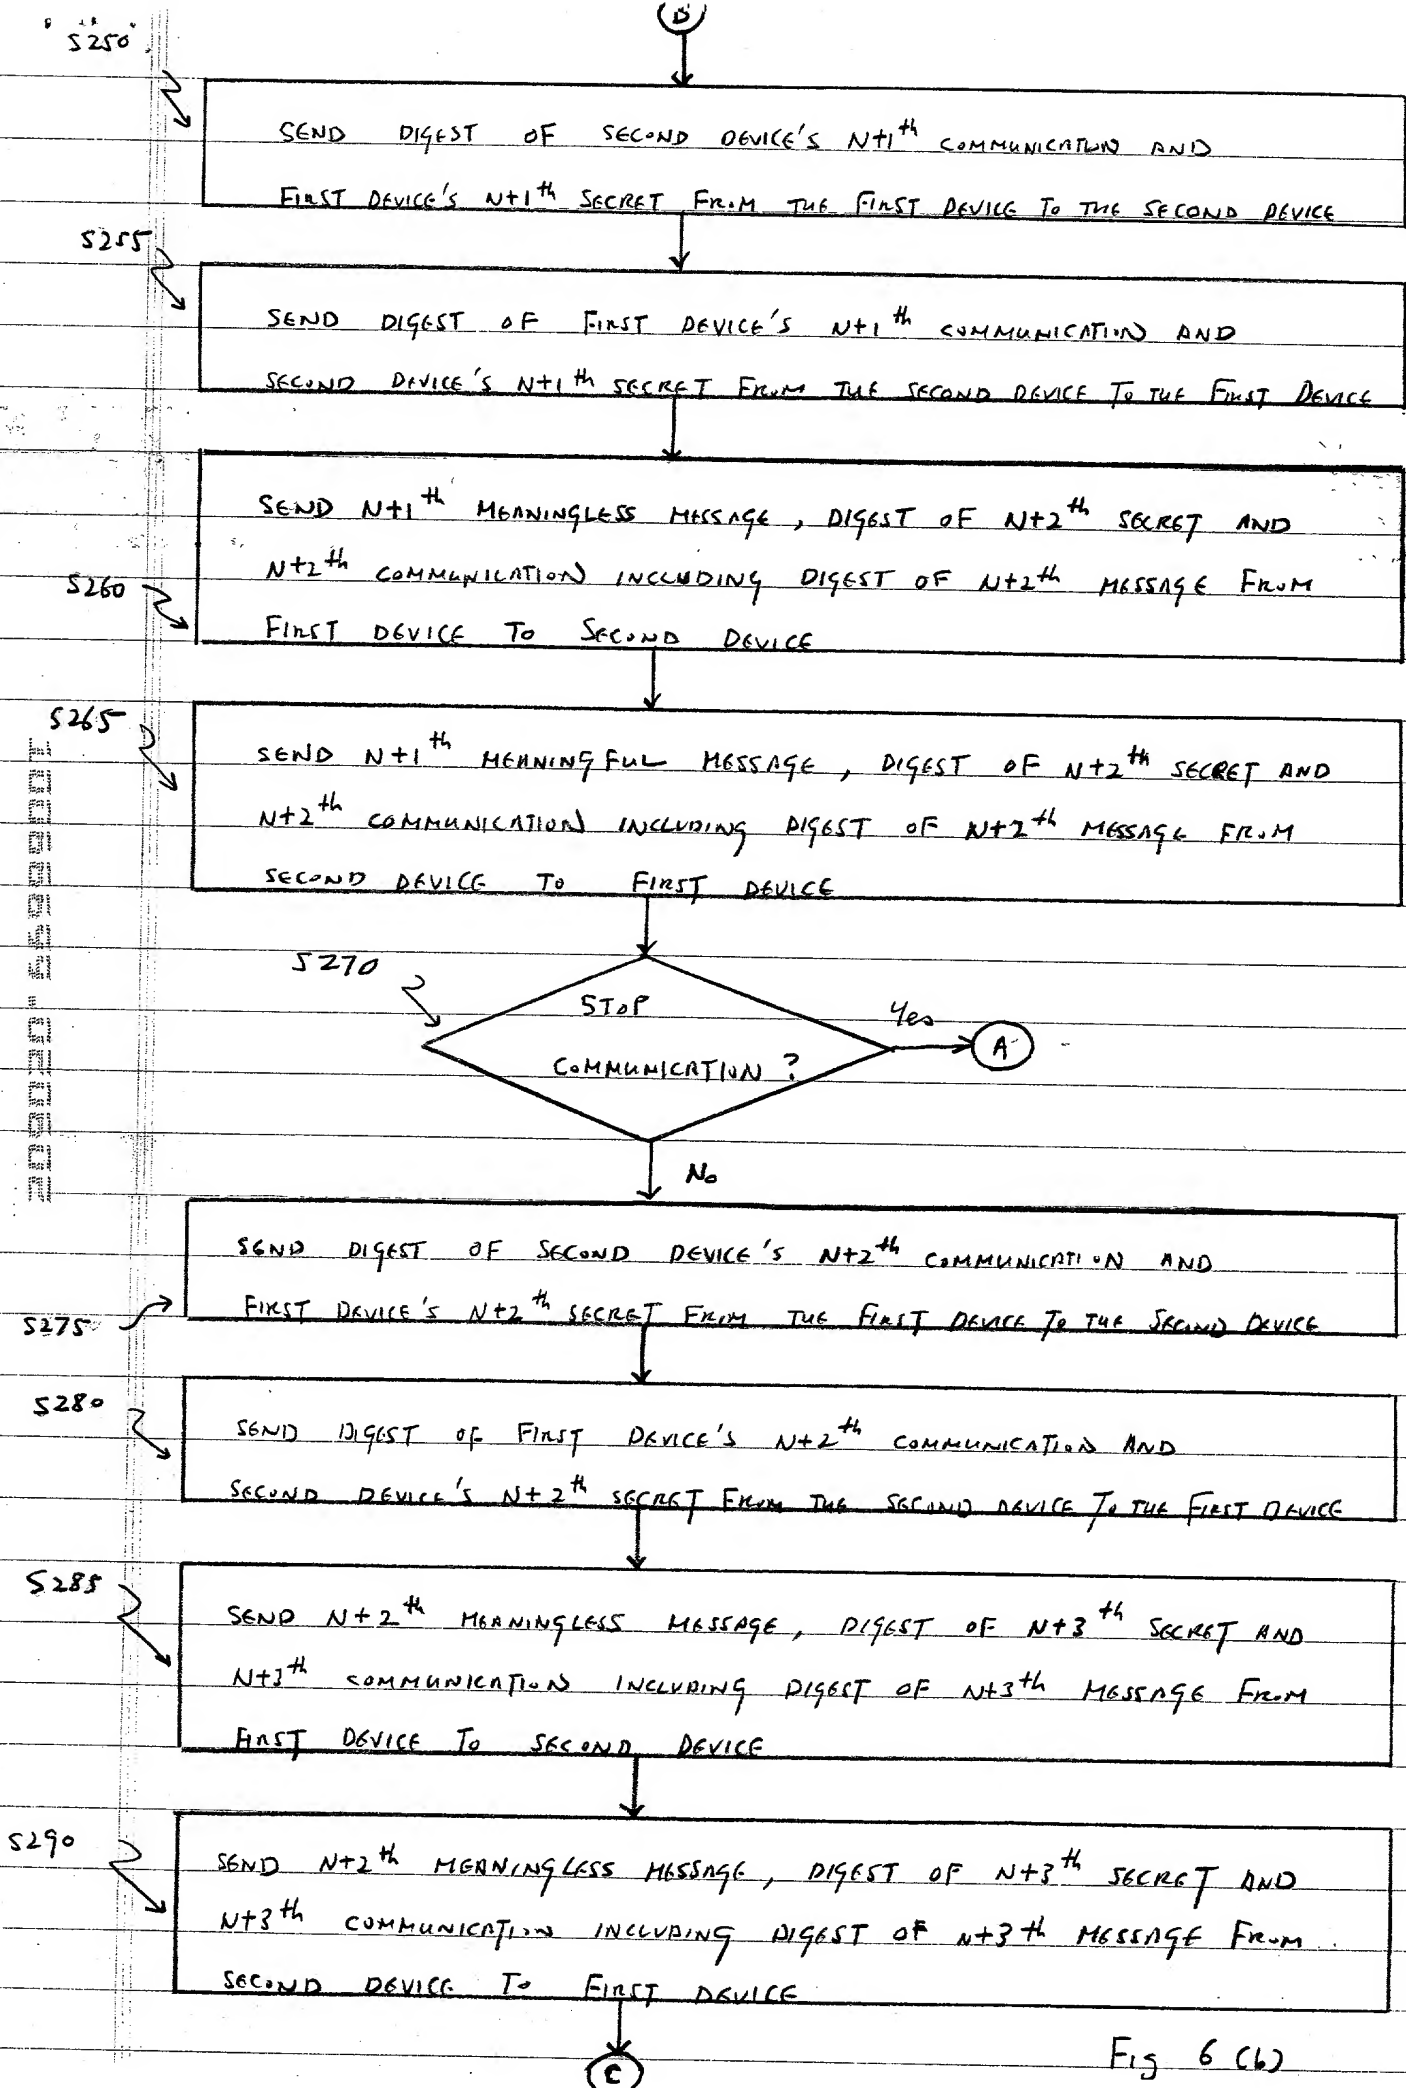 S250
SEND DIGEST OF SECOND DEVICE'S N+1th COMMUNICATION AND
FIRST DEVICE'S N+1th SECRET FROM THE FIRST DEVICE TO THE SECOND DEVICE
S255
SEND DIGEST OF FIRST DEVICE'S N+1th COMMUNICATION AND
SECOND DEVICE'S N+1th SECRET FROM THE SECOND DEVICE TO THE FIRST DEVICE
SEND N+1th MEANINGLESS MESSAGE, DIGEST OF N+2th SECRET AND
N+2th COMMUNICATION INCLUDING DIGEST OF N+2th MESSAGE FROM
S260
FIRST DEVICE TO SECOND DEVICE
S265
SEND N+1th MEANINGFUL MESSAGE, DIGEST OF N+2th SECRET AND
N+2th COMMUNICATION INCLUDING DIGEST OF N+2th MESSAGE FROM
SECOND DEVICE TO FIRST DEVICE
S270
STOP
COMMUNICATION?
Yes
A
No
SEND DIGEST OF SECOND DEVICE'S N+2th COMMUNICATION AND
FIRST DEVICE'S N+2th SECRET FROM THE FIRST DEVICE TO THE SECOND DEVICE
S275
S280
SEND DIGEST OF FIRST DEVICE'S N+2th COMMUNICATION AND
SECOND DEVICE'S N+2th SECRET FROM THE SECOND DEVICE TO THE FIRST DEVICE
S285
SEND N+2th MEANINGLESS MESSAGE, DIGEST OF N+3th SECRET AND
N+3th COMMUNICATION INCLUDING DIGEST OF N+3th MESSAGE FROM
FIRST DEVICE TO SECOND DEVICE
S290
SEND N+2th MEANINGLESS MESSAGE, DIGEST OF N+3th SECRET AND
N+3th COMMUNICATION INCLUDING DIGEST OF N+3th MESSAGE FROM
SECOND DEVICE TO FIRST DEVICE
C
Fig 6 (b)